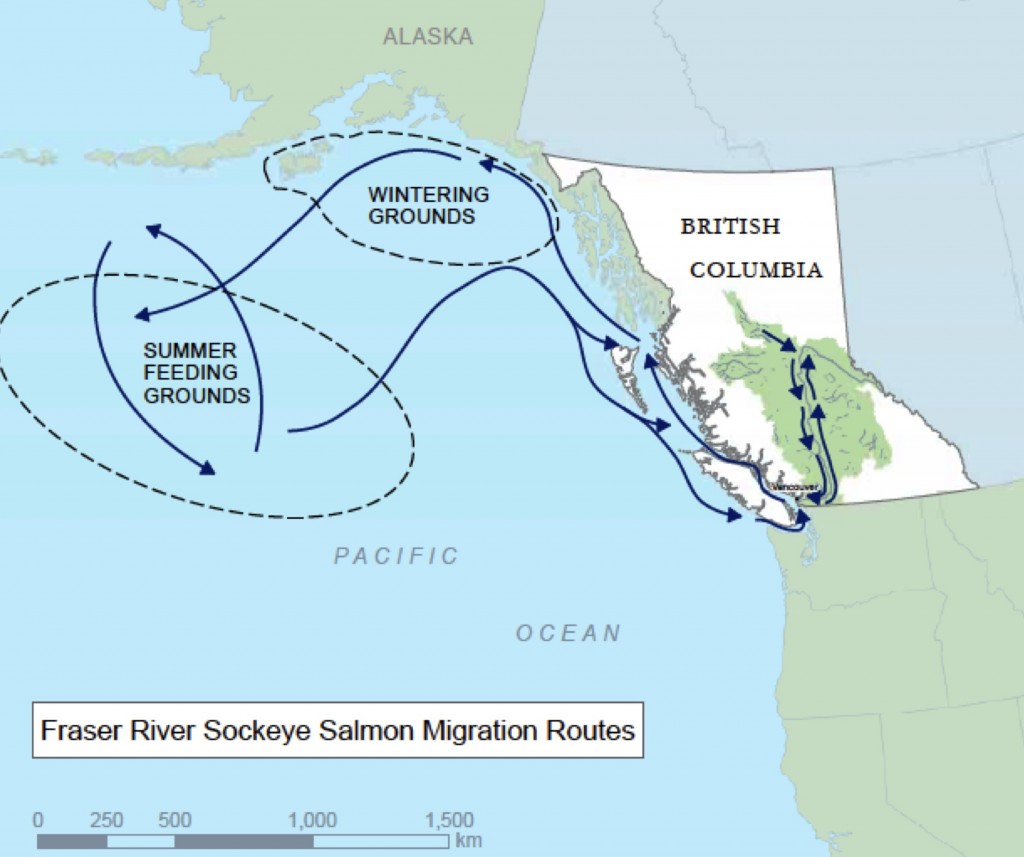 ALASKA
WINTERING
GROUNDS
BRITISH
COLUMBIA
SUMMER
FEEDING
GROUNDS
Vancouver
PACIFIC
OCEAN
Fraser River Sockeye Salmon Migration Routes
0 250 500 1,000 1,500
km